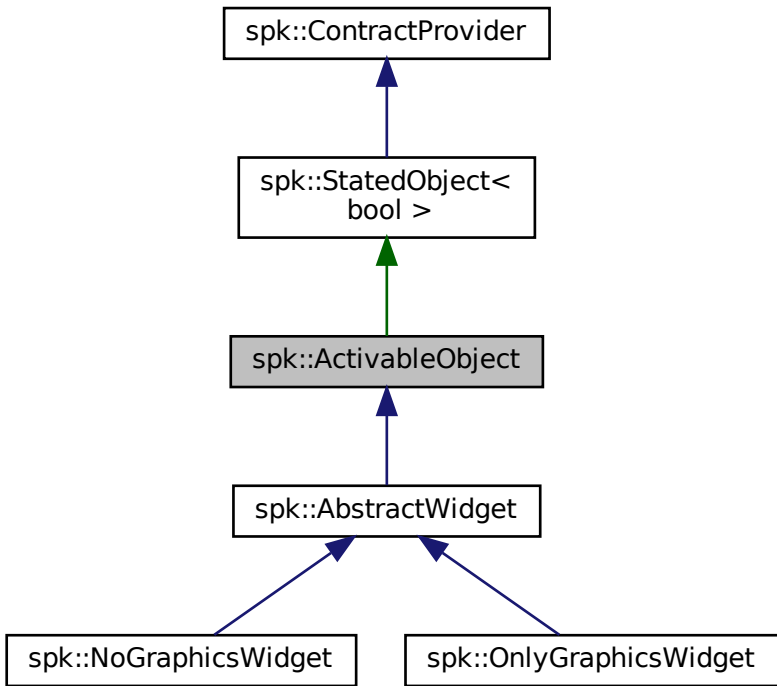 spk::ContractProvider
spk::StatedObject<
bool >
spk::ActivableObject
spk::AbstractWidget
spk::NoGraphicsWidget
spk::OnlyGraphicsWidget